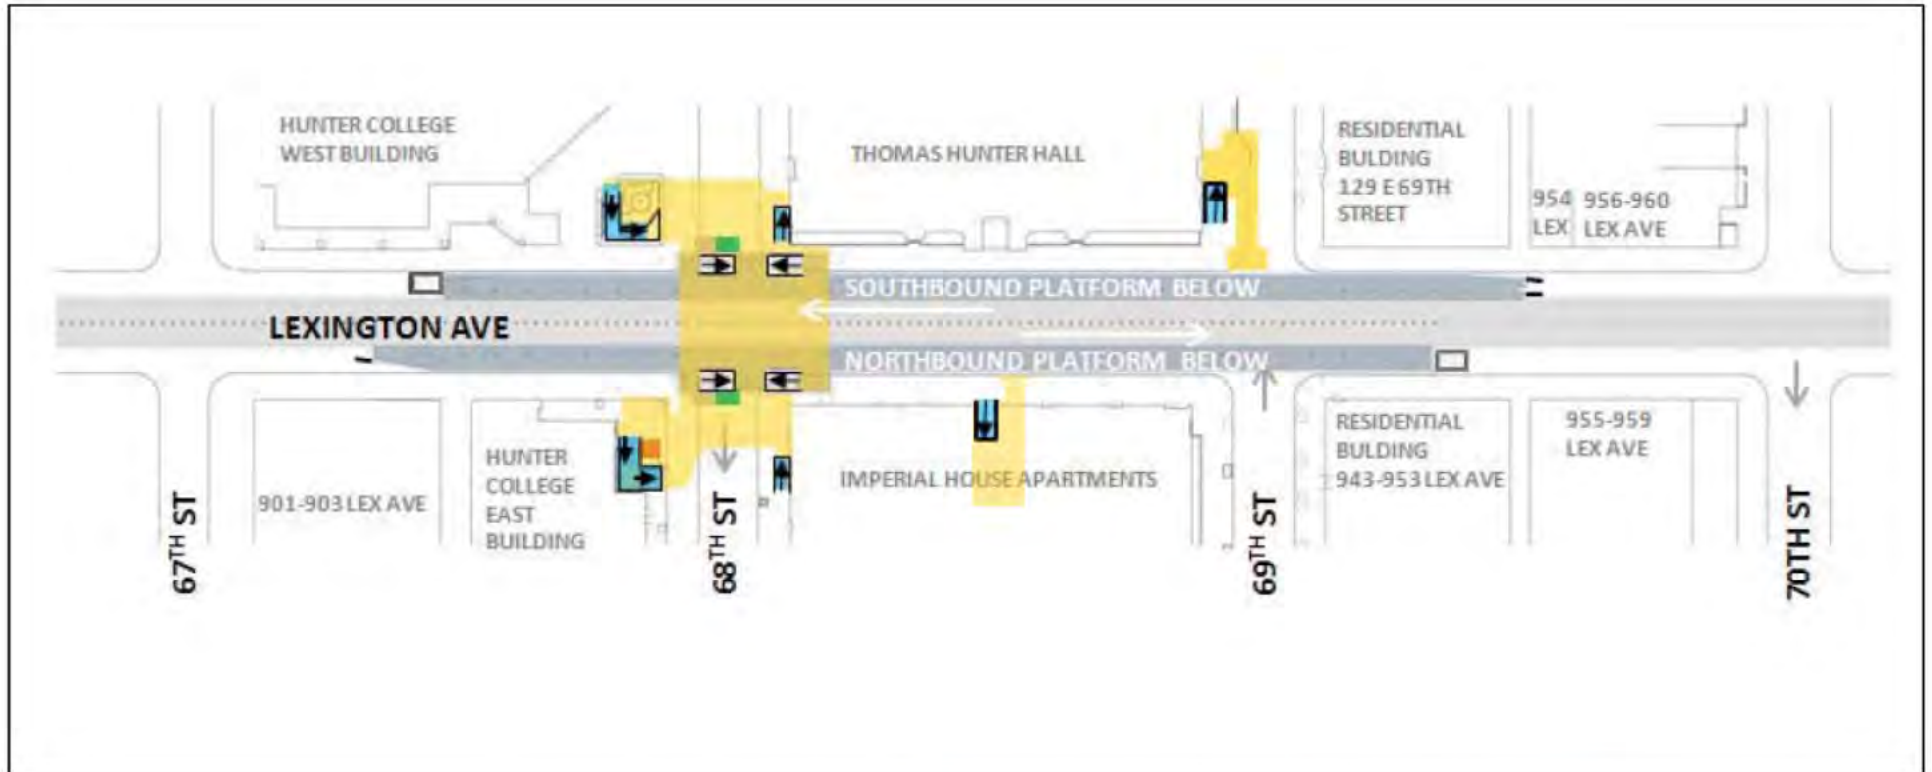 HUNTER COLLEGE
WEST BUILDING
THOMAS HUNTER HALL
RESIDENTIAL
BULDING
129 E 69TH
STREET
954
LEX
956-960
LEX AVE
SOUTHBOUND PLATFORM BELOW
LEXINGTON AVE
NORTHBOUND PLATFORM BELOW
901-903 LEX AVE
HUNTER
COLLEGE
EAST
BUILDING
IMPERIAL HOUSE APARTMENTS
RESIDENTIAL
BULDING
943-953 LEX AVE
955-959
LEX AVE
67TH ST
68TH ST
69TH ST
70TH ST